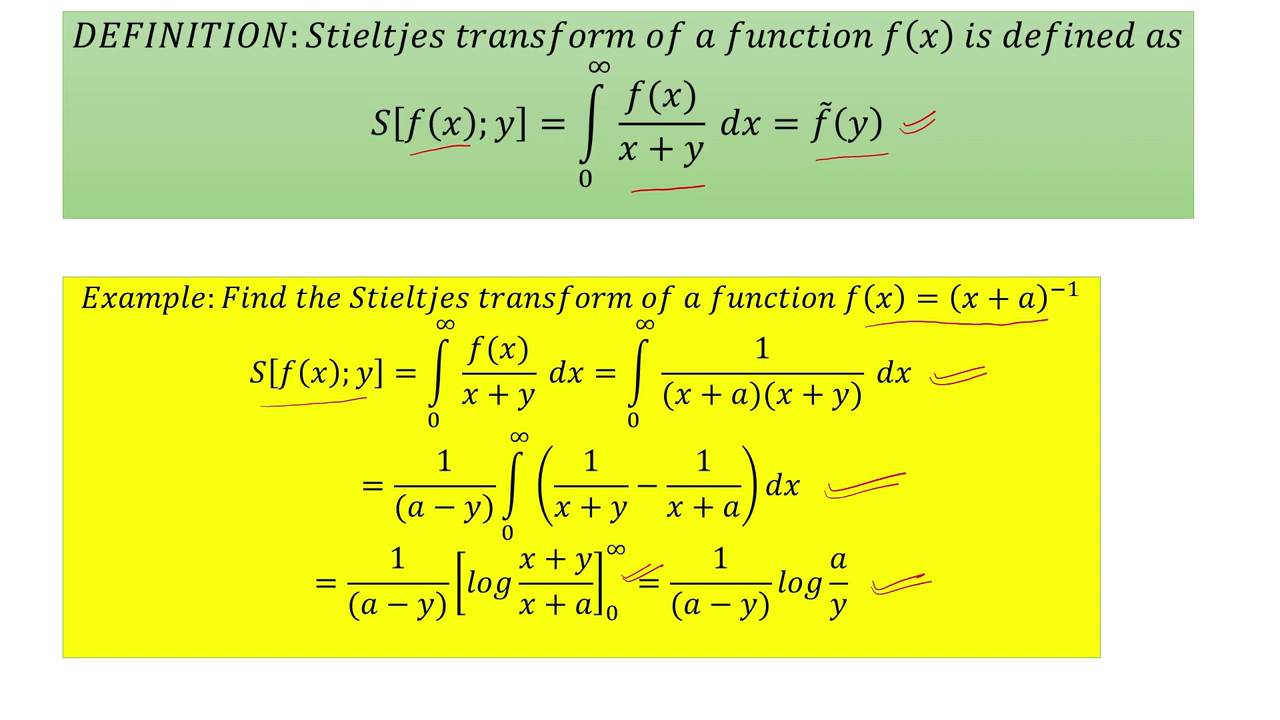 DEFINITION: Stieltjes transform of a function f(x) is defined as
S[f(x); y] = ∫₀^∞ f(x)/(x + y) dx = f̃(y)
Example: Find the Stieltjes transform of a function f(x) = (x + a)⁻¹
S[f(x); y] = ∫₀^∞ f(x)/(x + y) dx = ∫₀^∞ 1/((x + a)(x + y)) dx
= 1/(a − y) ∫₀^∞ (1/(x + y) − 1/(x + a)) dx
= 1/(a − y) [log (x + y)/(x + a)]₀^∞ = 1/(a − y) log a/y